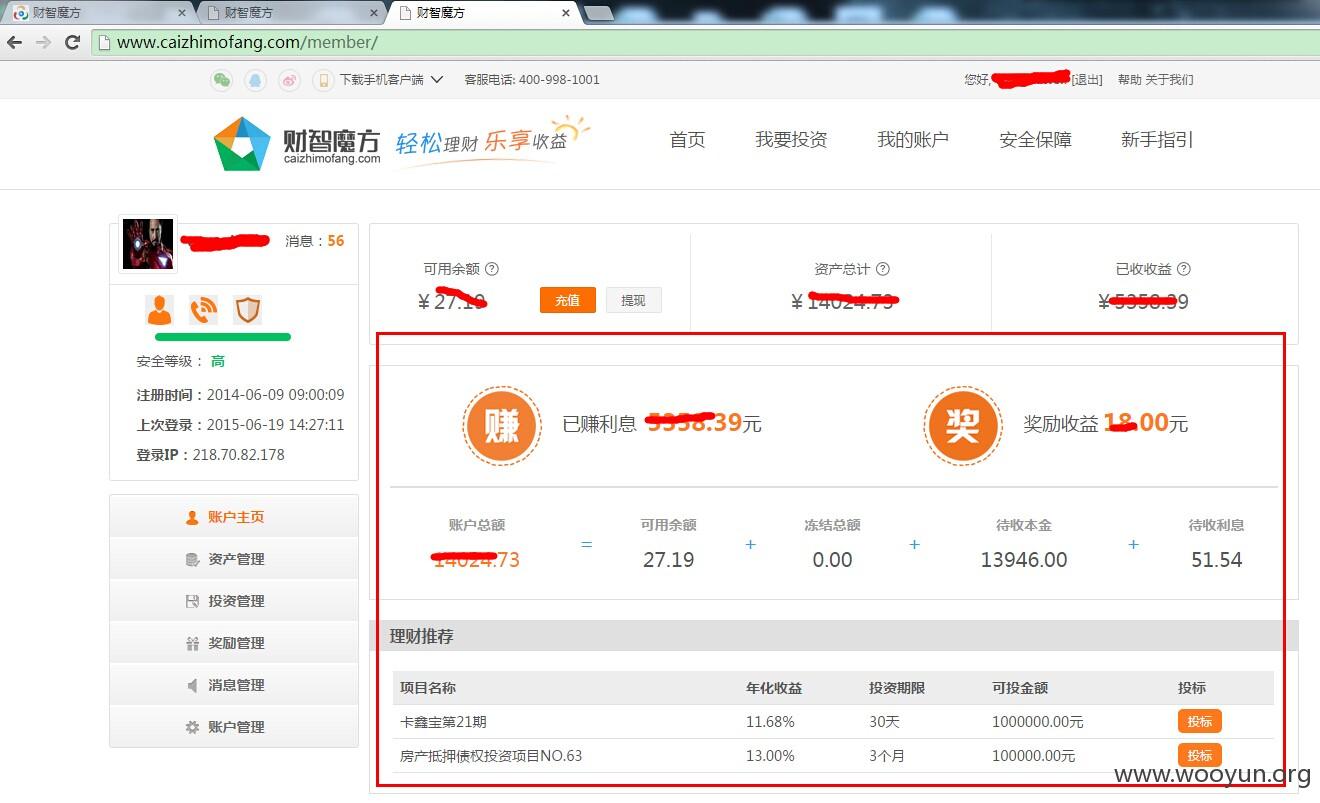 财智魔方 财智魔方 财智魔方
www.caizhimofang.com/member/
下载手机客户端 客服电话: 400-998-1001 您好, [退出] 帮助 关于我们
财智魔方 caizhimofang.com 轻松理财 乐享收益 首页 我要投资 我的账户 安全保障 新手指引
消息：56
可用余额 资产总计 已收收益
¥ 27.19 充值 提现 ¥ 14024.73 ¥
安全等级： 高
注册时间：2014-06-09 09:00:09
上次登录：2015-06-19 14:27:11
登录IP：218.70.82.178
赚 已赚利息 .39元 奖 奖励收益 18.00元
账户总额 可用余额 冻结总额 待收本金 待收利息
14024.73 = 27.19 + 0.00 + 13946.00 + 51.54
账户主页
资产管理
投资管理
奖励管理
消息管理
账户管理
理财推荐
项目名称 年化收益 投资期限 可投金额 投标
卡鑫宝第21期 11.68% 30天 1000000.00元 投标
房产抵押债权投资项目NO.63 13.00% 3个月 100000.00元 投标
www.wooyun.org